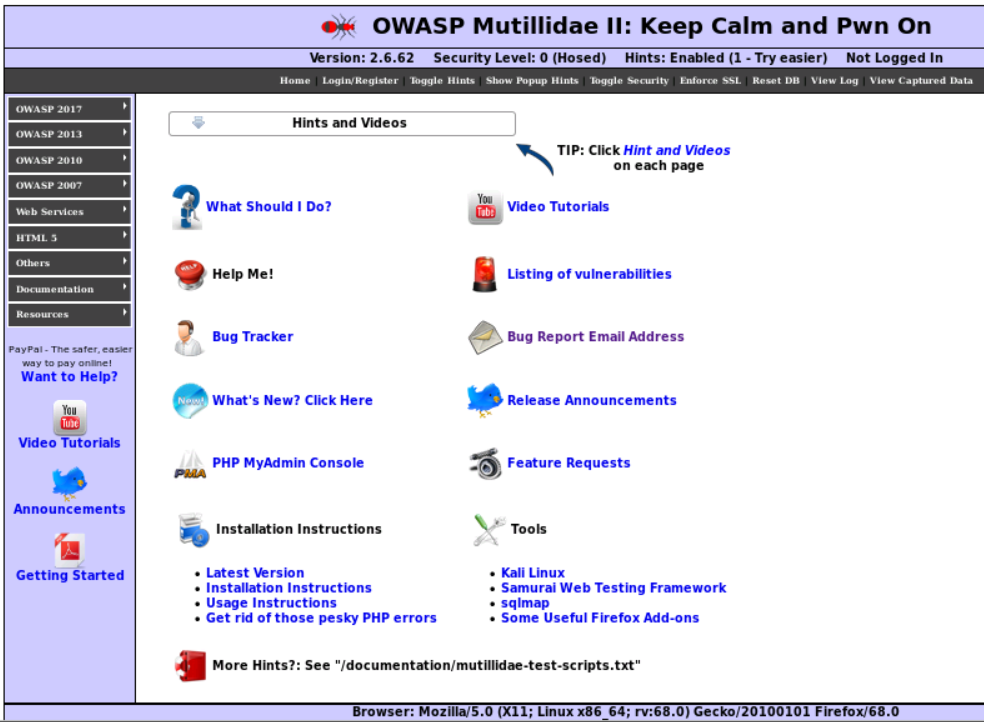 OWASP Mutillidae II: Keep Calm and Pwn On
Version: 2.6.62 Security Level: 0 (Hosed) Hints: Enabled (1 - Try easier) Not Logged In
Home | Login/Register | Toggle Hints | Show Popup Hints | Toggle Security | Enforce SSL | Reset DB | View Log | View Captured Data
OWASP 2017
OWASP 2013
OWASP 2010
OWASP 2007
Web Services
HTML 5
Others
Documentation
Resources
PayPal - The safer, easier
way to pay online!
Want to Help?
You
Tube
Video Tutorials
Announcements
Getting Started
Hints and Videos
TIP: Click Hint and Videos
on each page
What Should I Do?
You
Tube
Video Tutorials
HELP
Help Me!
Listing of vulnerabilities
Bug Tracker
Bug Report Email Address
New!
What's New? Click Here
Release Announcements
PMA
PHP MyAdmin Console
Feature Requests
Installation Instructions
Tools
• Latest Version
• Installation Instructions
• Usage Instructions
• Get rid of those pesky PHP errors
• Kali Linux
• Samurai Web Testing Framework
• sqlmap
• Some Useful Firefox Add-ons
More Hints?: See "/documentation/mutillidae-test-scripts.txt"
Browser: Mozilla/5.0 (X11; Linux x86_64; rv:68.0) Gecko/20100101 Firefox/68.0